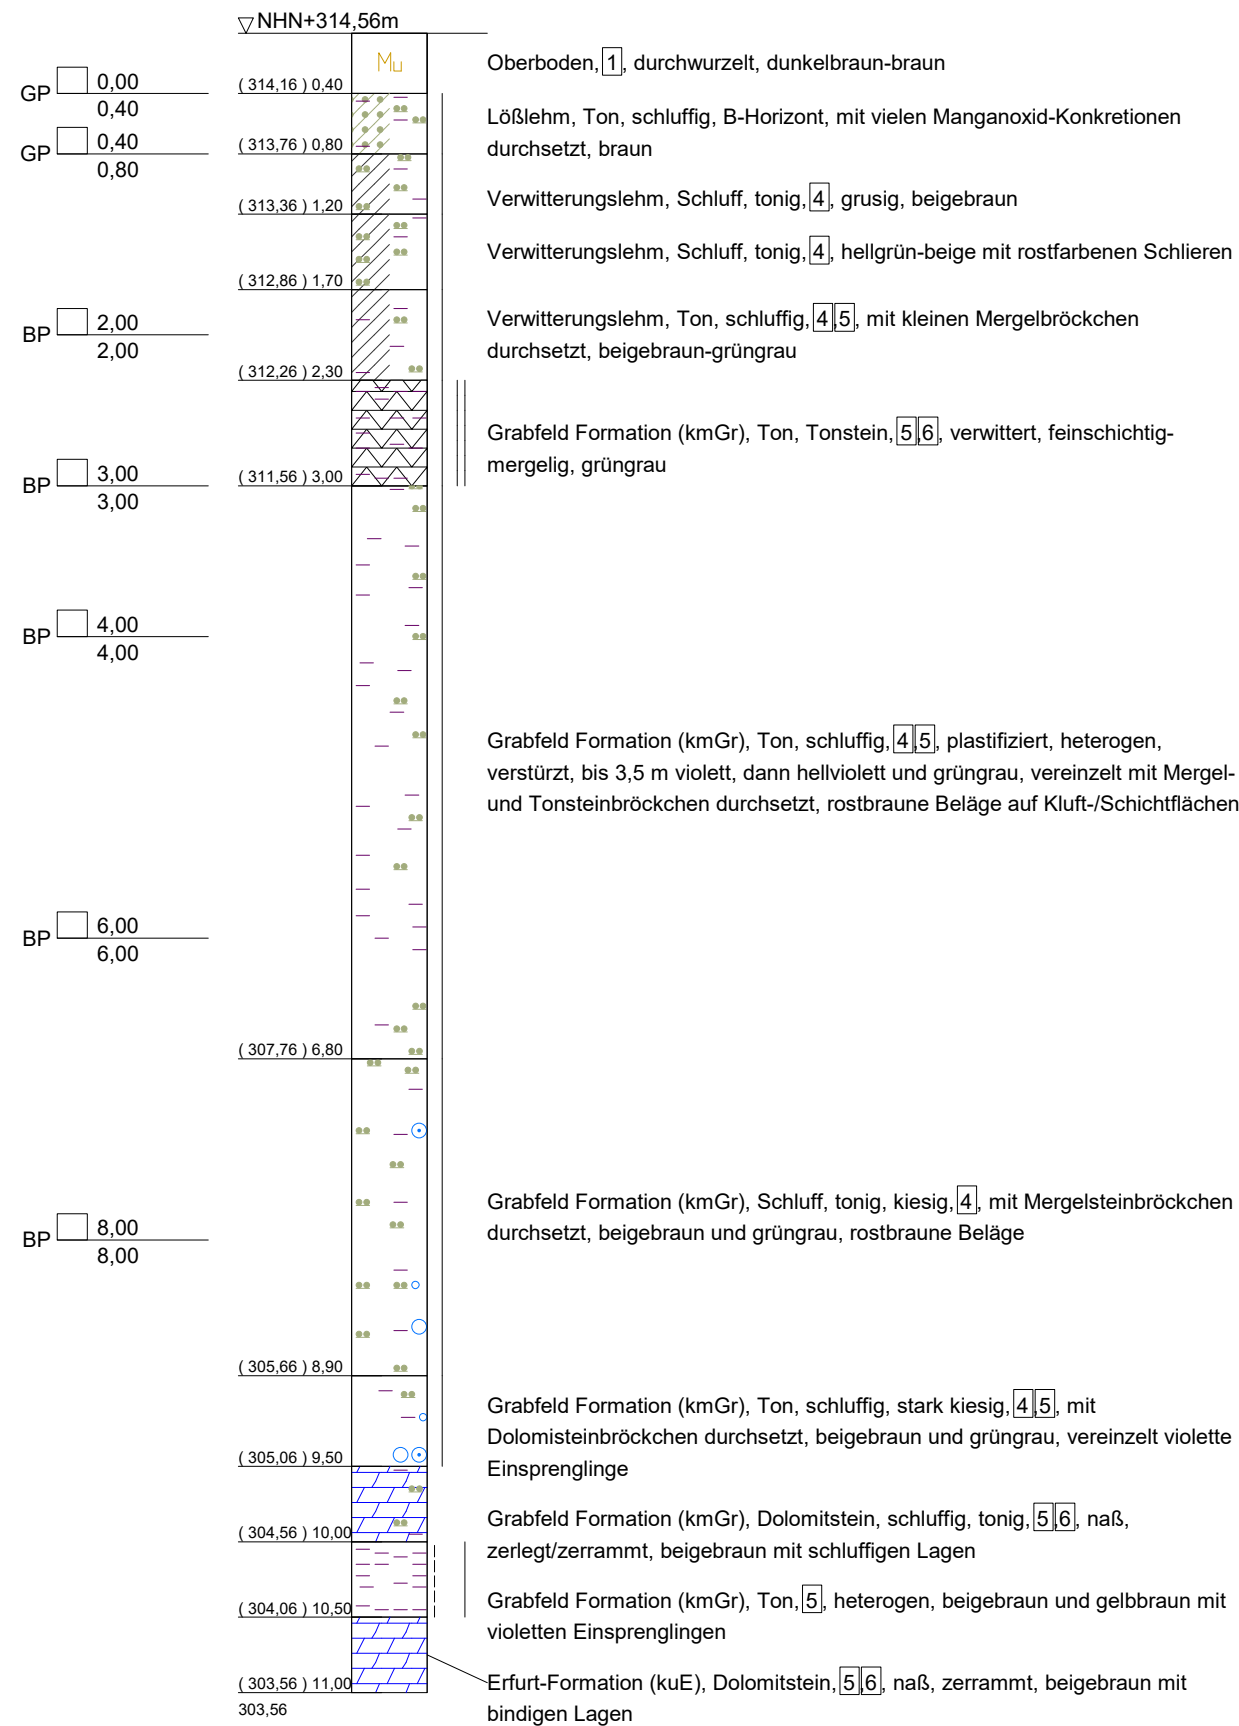 NHN+314,56m
Mu
Oberboden, 1, durchwurzelt, dunkelbraun-braun
GP 0,00
0,40
(314,16) 0,40
Lößlehm, Ton, schluffig, B-Horizont, mit vielen Manganoxid-Konkretionen
durchsetzt, braun
GP 0,40
0,80
(313,76) 0,80
Verwitterungslehm, Schluff, tonig, 4, grusig, beigebraun
(313,36) 1,20
Verwitterungslehm, Schluff, tonig, 4, hellgrün-beige mit rostfarbenen Schlieren
(312,86) 1,70
BP 2,00
2,00
Verwitterungslehm, Ton, schluffig, 4, 5, mit kleinen Mergelbröckchen
durchsetzt, beigebraun-grüngrau
(312,26) 2,30
Grabfeld Formation (kmGr), Ton, Tonstein, 5, 6, verwittert, feinschichtig-
mergelig, grüngrau
BP 3,00
3,00
(311,56) 3,00
BP 4,00
4,00
Grabfeld Formation (kmGr), Ton, schluffig, 4, 5, plastifiziert, heterogen,
verstürzt, bis 3,5 m violett, dann hellviolett und grüngrau, vereinzelt mit Mergel-
und Tonsteinbröckchen durchsetzt, rostbraune Beläge auf Kluft-/Schichtflächen
BP 6,00
6,00
(307,76) 6,80
Grabfeld Formation (kmGr), Schluff, tonig, kiesig, 4, mit Mergelsteinbröckchen
durchsetzt, beigebraun und grüngrau, rostbraune Beläge
BP 8,00
8,00
(305,66) 8,90
Grabfeld Formation (kmGr), Ton, schluffig, stark kiesig, 4, 5, mit
Dolomisteinbröckchen durchsetzt, beigebraun und grüngrau, vereinzelt violette
Einsprenglinge
(305,06) 9,50
Grabfeld Formation (kmGr), Dolomitstein, schluffig, tonig, 5, 6, naß,
zerlegt/zerrammt, beigebraun mit schluffigen Lagen
(304,56) 10,00
Grabfeld Formation (kmGr), Ton, 5, heterogen, beigebraun und gelbbraun mit
violetten Einsprenglingen
(304,06) 10,50
Erfurt-Formation (kuE), Dolomitstein, 5, 6, naß, zerrammt, beigebraun mit
bindigen Lagen
(303,56) 11,00
303,56